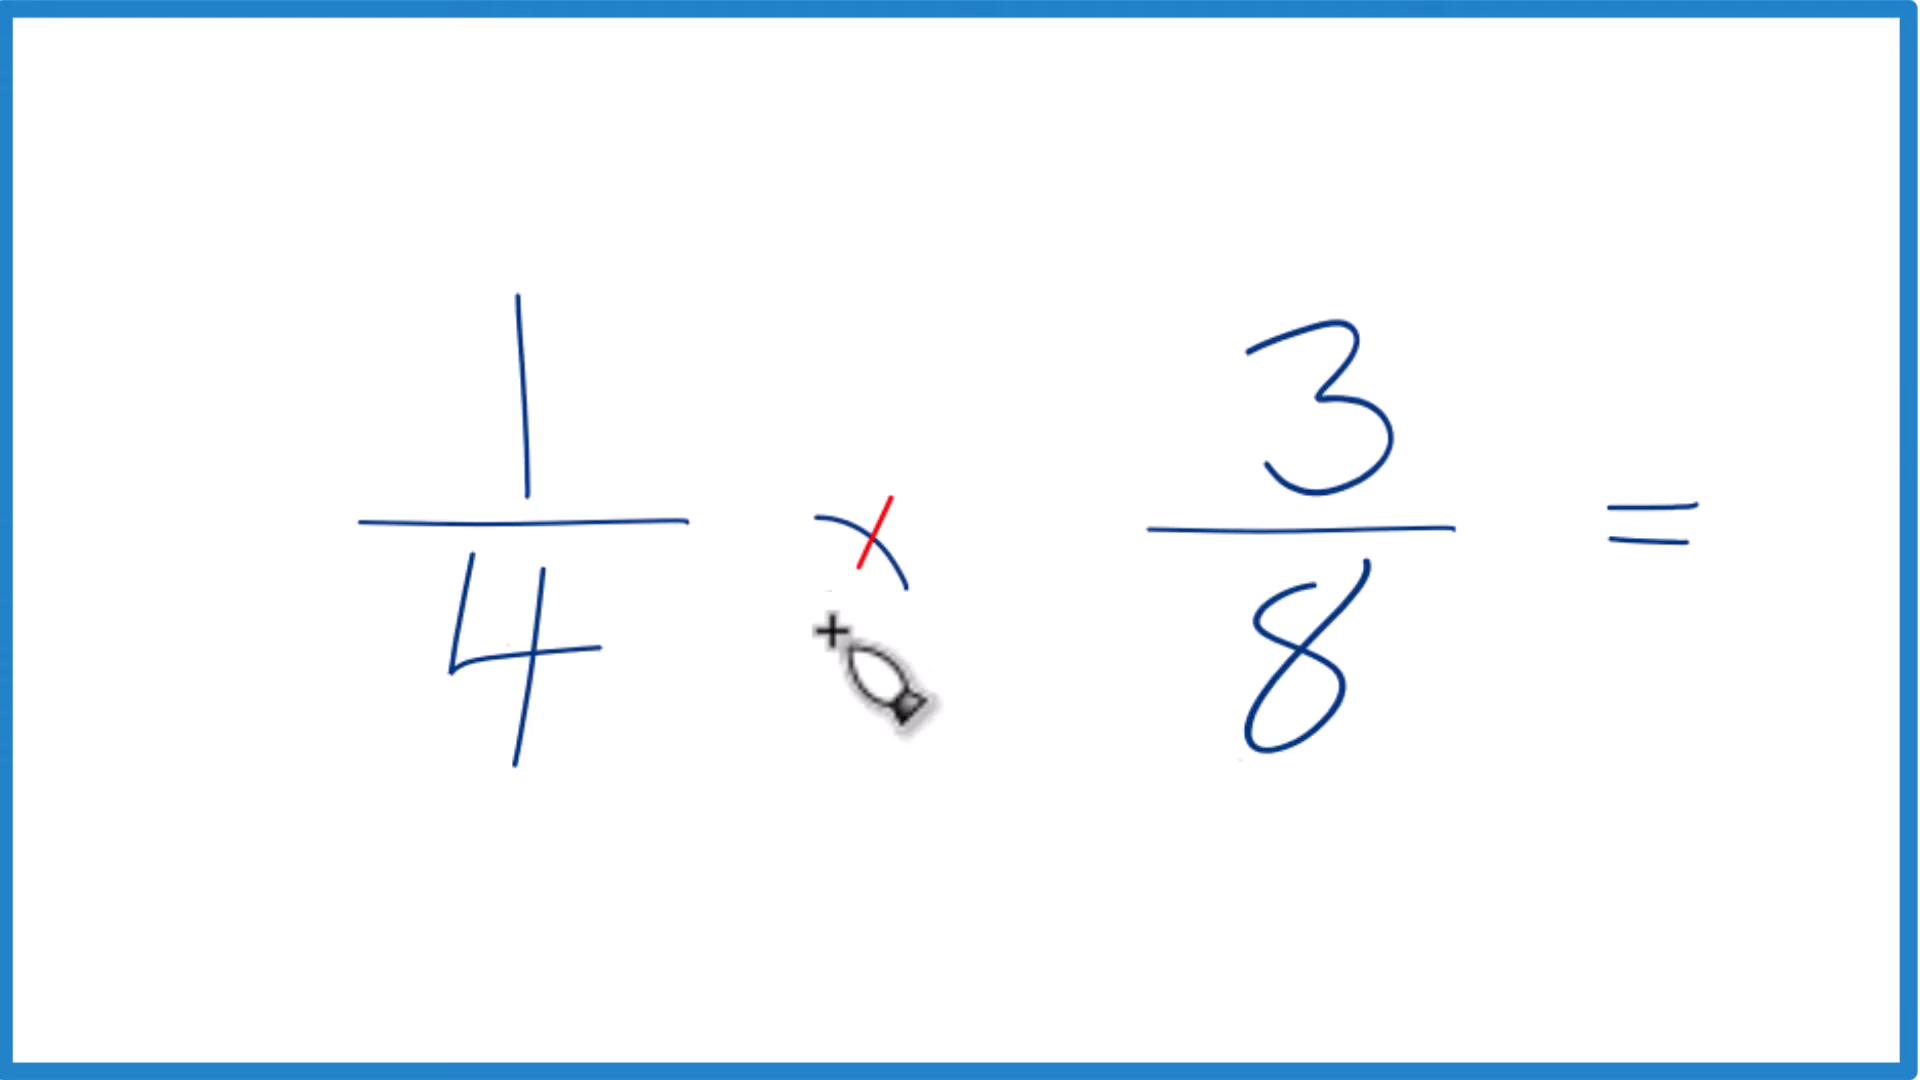 1/4 × 3/8 =